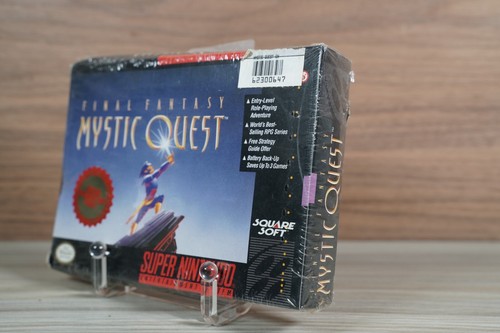 FINAL FANTASY
MYSTIC QUEST
62300647
▲ Entry-Level
Role-Playing
Adventure
▲ World's Best-
Selling RPG Series
▲ Free Strategy
Guide Offer
▲ Battery Back-Up
Saves Up To 3 Games
SQUARE
SOFT
SUPER NINTENDO
MYSTIC QUEST